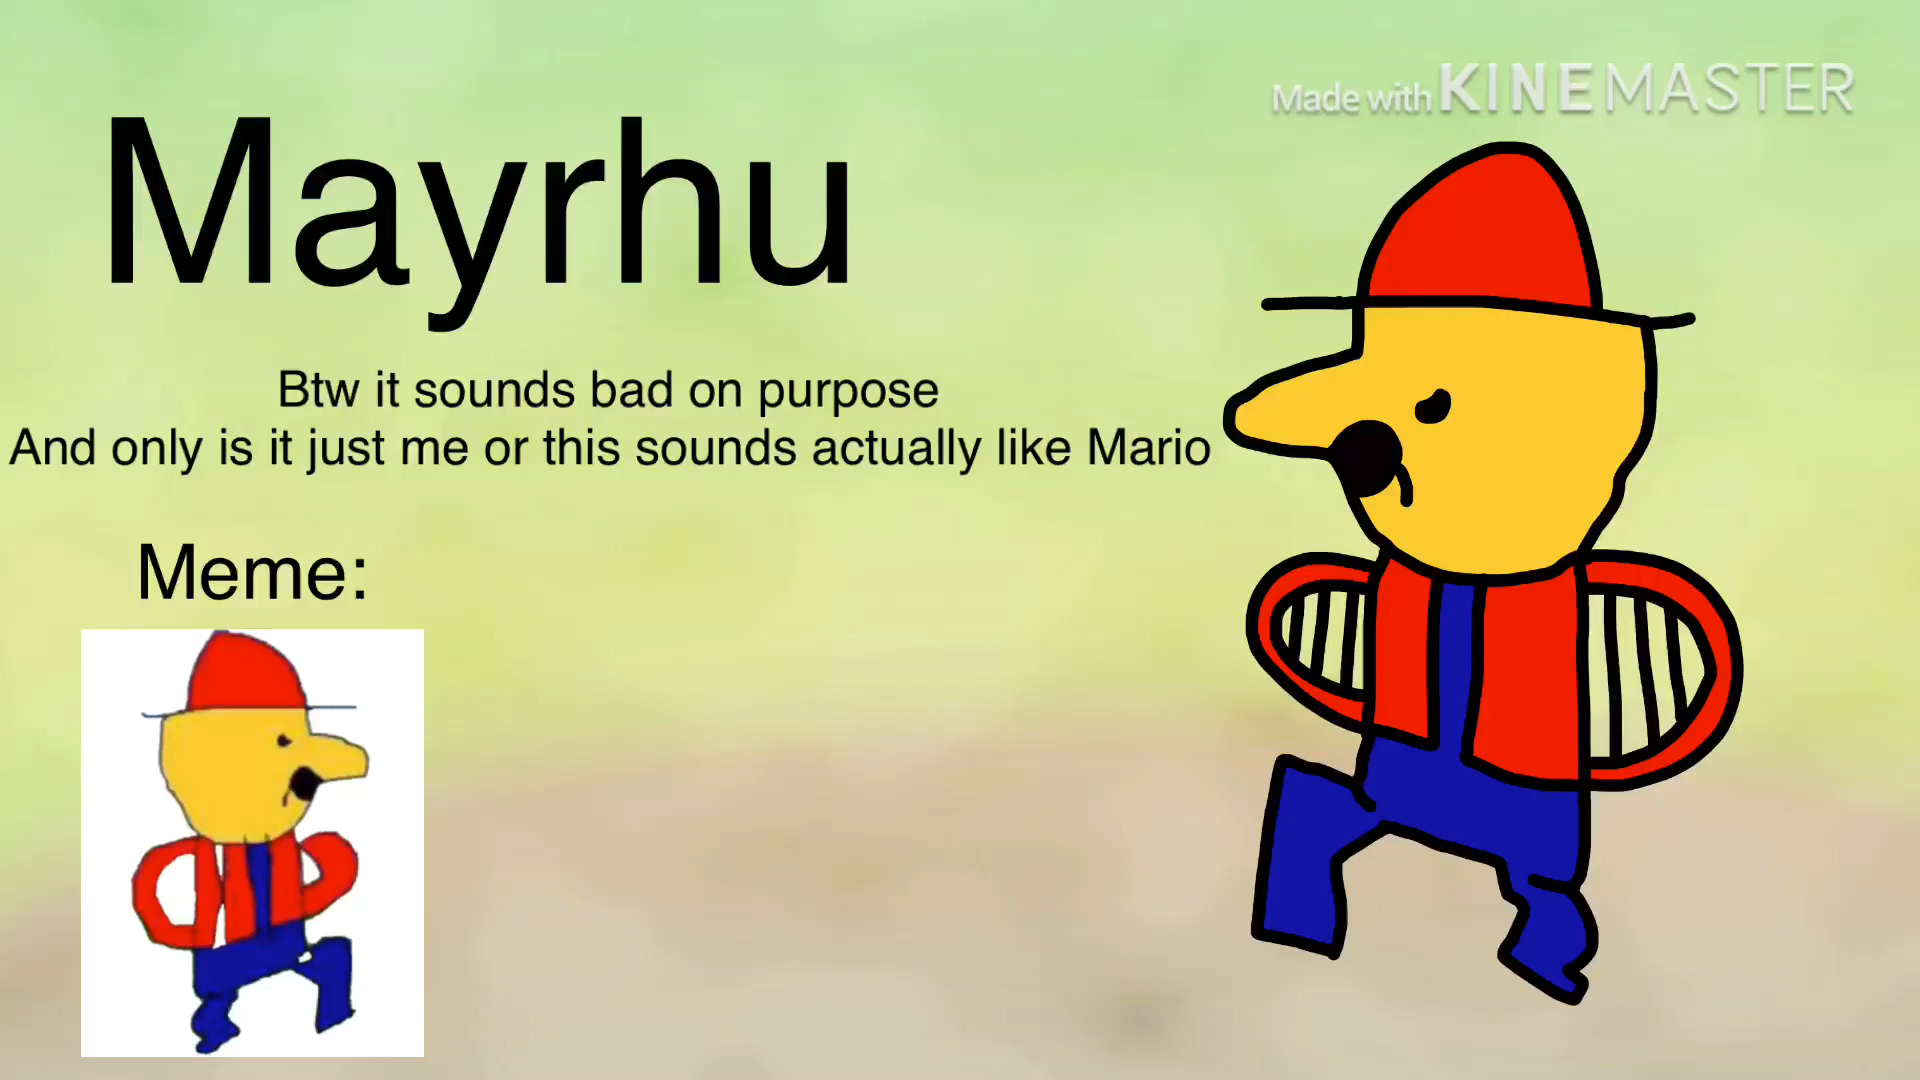 Made with KINEMASTER
Mayrhu
Btw it sounds bad on purpose
And only is it just me or this sounds actually like Mario
Meme: